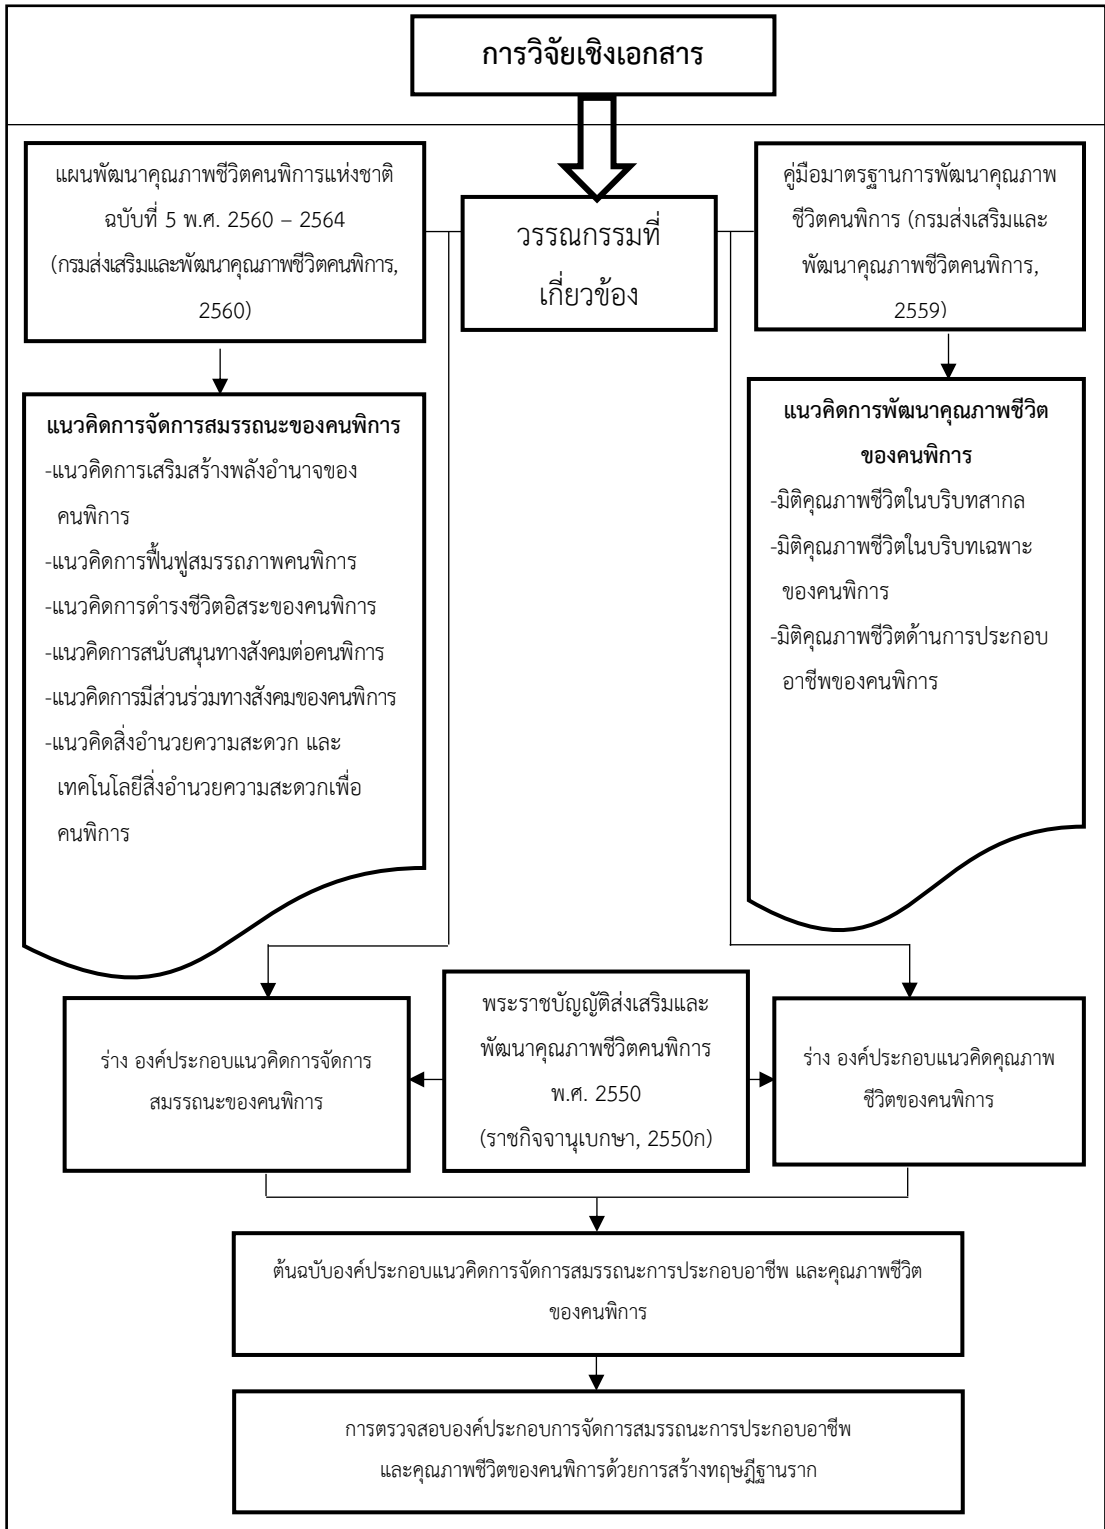 การวิจัยเชิงเอกสาร
แผนพัฒนาคุณภาพชีวิตคนพิการแห่งชาติ
ฉบับที่ 5 พ.ศ. 2560 – 2564
(กรมส่งเสริมและพัฒนาคุณภาพชีวิตคนพิการ,
2560)
วรรณกรรมที่
เกี่ยวข้อง
คู่มือมาตรฐานการพัฒนาคุณภาพ
ชีวิตคนพิการ (กรมส่งเสริมและ
พัฒนาคุณภาพชีวิตคนพิการ,
2559)
แนวคิดการจัดการสมรรถนะของคนพิการ
-แนวคิดการเสริมสร้างพลังอำนาจของ
คนพิการ
-แนวคิดการฟื้นฟูสมรรถภาพคนพิการ
-แนวคิดการดำรงชีวิตอิสระของคนพิการ
-แนวคิดการสนับสนุนทางสังคมต่อคนพิการ
-แนวคิดการมีส่วนร่วมทางสังคมของคนพิการ
-แนวคิดสิ่งอำนวยความสะดวก และ
เทคโนโลยีสิ่งอำนวยความสะดวกเพื่อ
คนพิการ
แนวคิดการพัฒนาคุณภาพชีวิต
ของคนพิการ
-มิติคุณภาพชีวิตในบริบทสากล
-มิติคุณภาพชีวิตในบริบทเฉพาะ
ของคนพิการ
-มิติคุณภาพชีวิตด้านการประกอบ
อาชีพของคนพิการ
ร่าง องค์ประกอบแนวคิดการจัดการ
สมรรถนะของคนพิการ
พระราชบัญญัติส่งเสริมและ
พัฒนาคุณภาพชีวิตคนพิการ
พ.ศ. 2550
(ราชกิจจานุเบกษา, 2550ก)
ร่าง องค์ประกอบแนวคิดคุณภาพ
ชีวิตของคนพิการ
ต้นฉบับองค์ประกอบแนวคิดการจัดการสมรรถนะการประกอบอาชีพ และคุณภาพชีวิต
ของคนพิการ
การตรวจสอบองค์ประกอบการจัดการสมรรถนะการประกอบอาชีพ
และคุณภาพชีวิตของคนพิการด้วยการสร้างทฤษฎีฐานราก